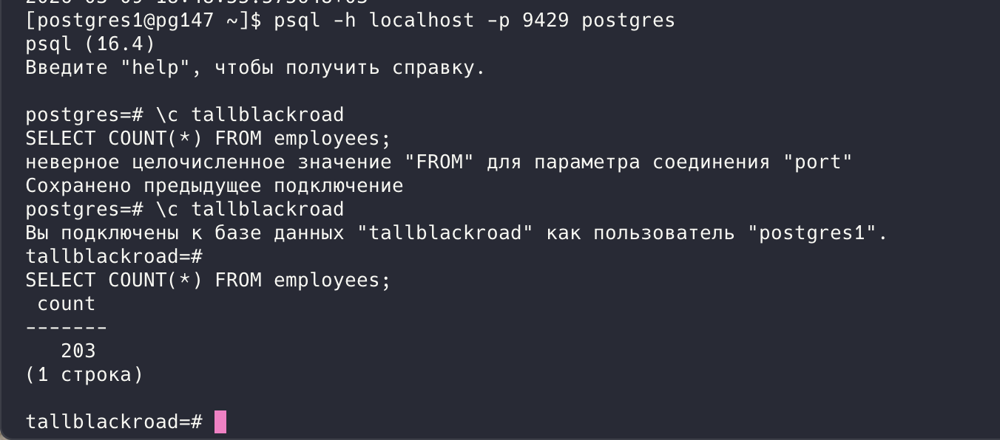 [postgres1@pg147 ~]$ psql -h localhost -p 9429 postgres
psql (16.4)
Введите "help", чтобы получить справку.
postgres=# \c tallblackroad
SELECT COUNT(*) FROM employees;
неверное целочисленное значение "FROM" для параметра соединения "port"
Сохранено предыдущее подключение
postgres=# \c tallblackroad
Вы подключены к базе данных "tallblackroad" как пользователь "postgres1".
tallblackroad=#
SELECT COUNT(*) FROM employees;
count
-------
203
(1 строка)
tallblackroad=#